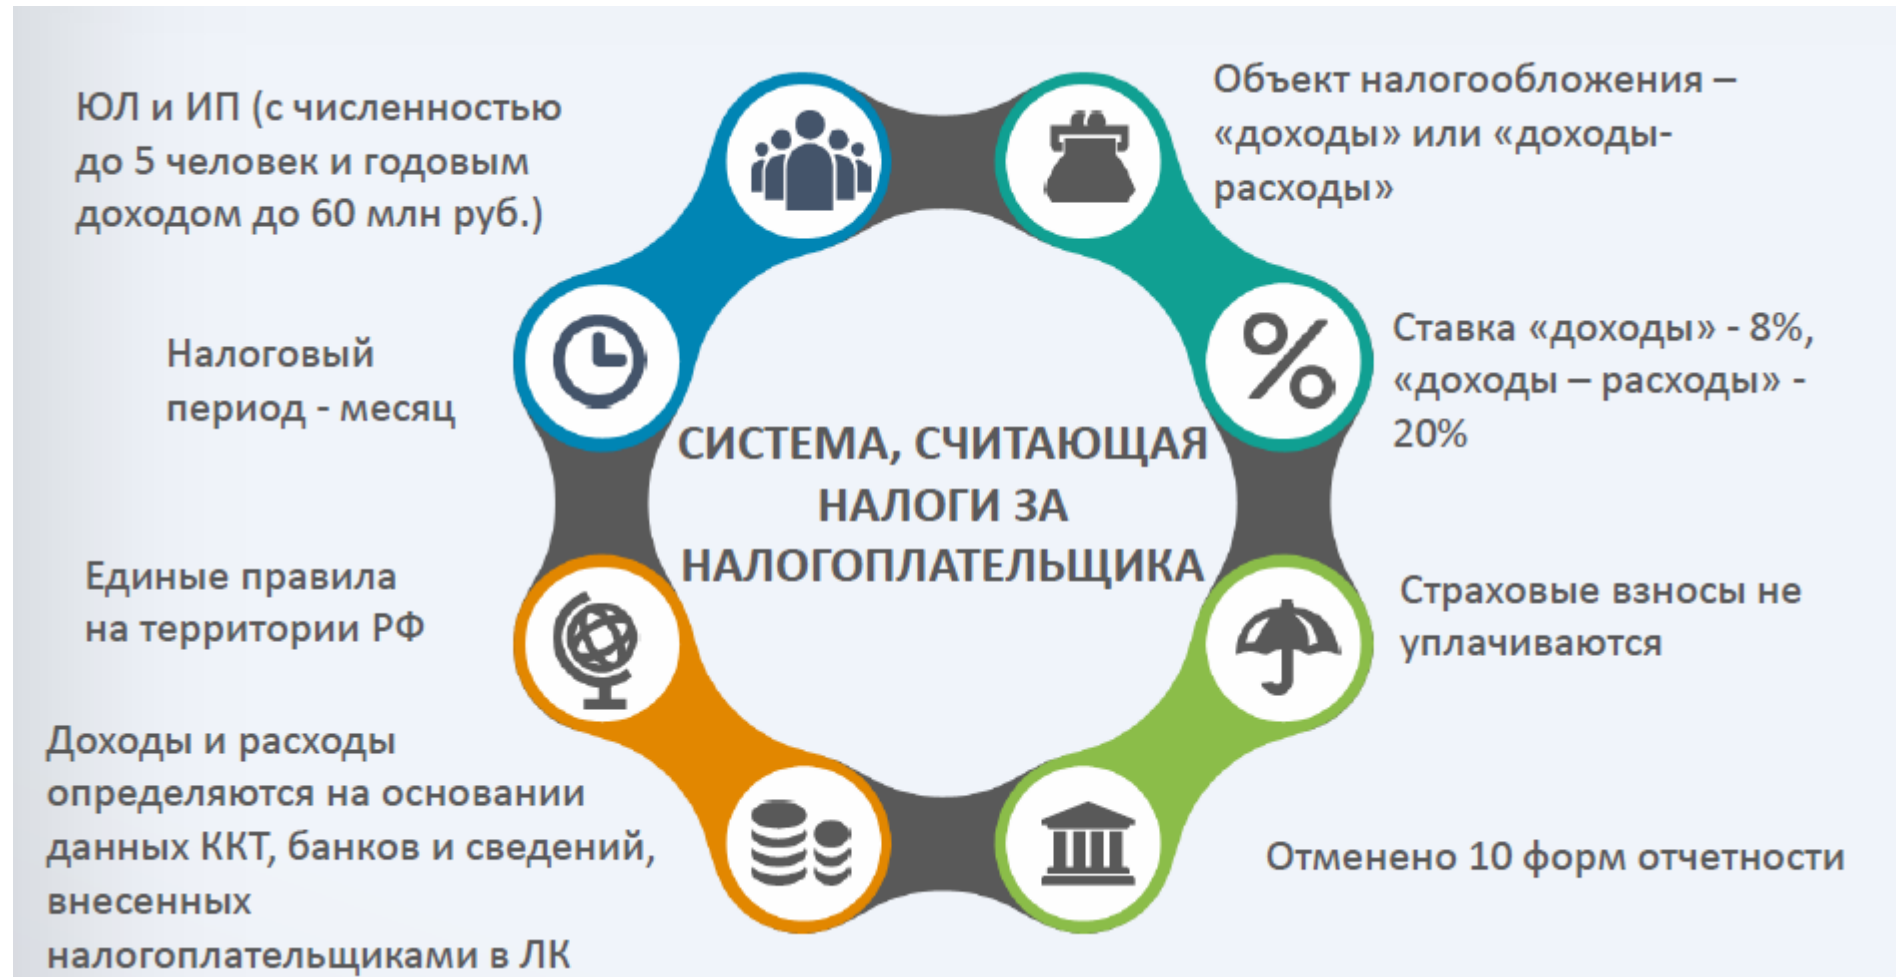 ЮЛ и ИП (с численностью
до 5 человек и годовым
доходом до 60 млн руб.)
Объект налогообложения –
«доходы» или «доходы-
расходы»
Налоговый
период - месяц
Ставка «доходы» - 8%,
«доходы – расходы» -
20%
СИСТЕМА, СЧИТАЮЩАЯ
НАЛОГИ ЗА
НАЛОГОПЛАТЕЛЬЩИКА
Единые правила
на территории РФ
Страховые взносы не
уплачиваются
Доходы и расходы
определяются на основании
данных ККТ, банков и сведений,
внесенных
налогоплательщиками в ЛК
Отменено 10 форм отчетности